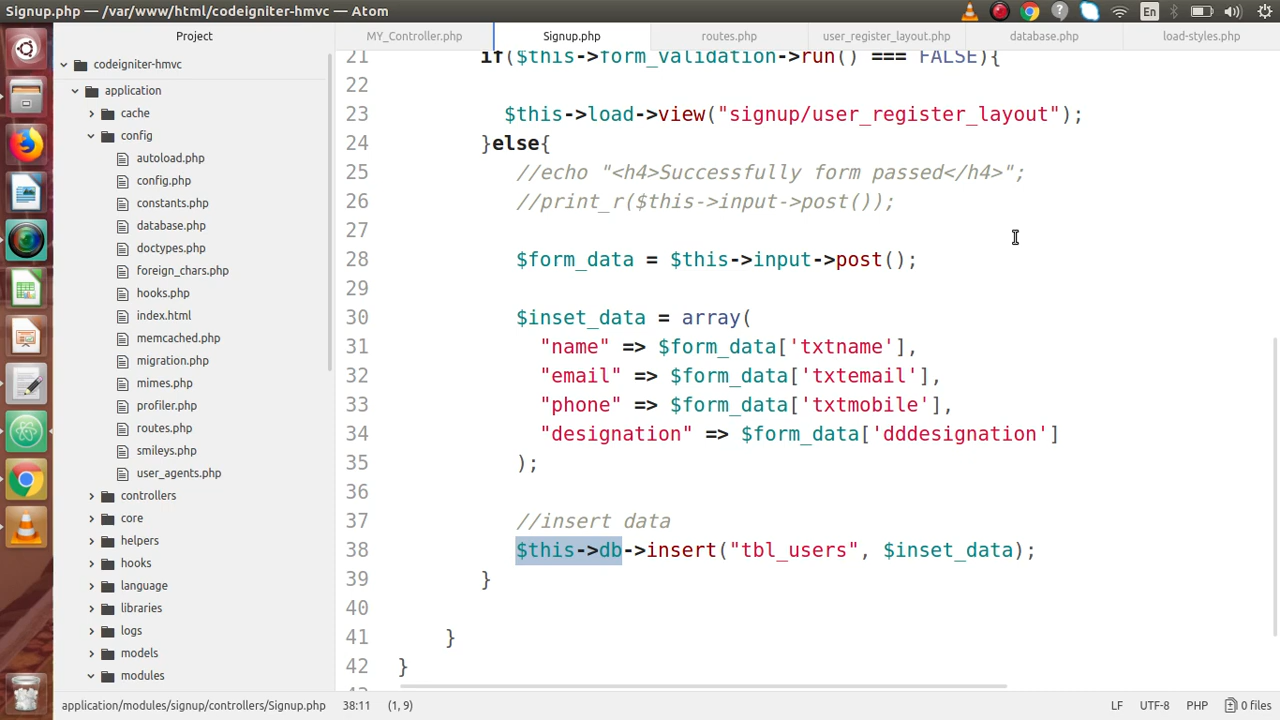 Signup.php — /var/www/html/codeigniter-hmvc — Atom
En
Project
MY_Controller.php
Signup.php
routes.php
user_register_layout.php
database.php
load-styles.php
codeigniter-hmvc
application
cache
config
autoload.php
config.php
constants.php
database.php
doctypes.php
foreign_chars.php
hooks.php
index.html
memcached.php
migration.php
mimes.php
profiler.php
routes.php
smileys.php
user_agents.php
controllers
core
helpers
hooks
language
libraries
logs
models
modules
21 if($this->form_validation->run() === FALSE){
22
23 $this->load->view("signup/user_register_layout");
24 }else{
25 //echo "<h4>Successfully form passed</h4>";
26 //print_r($this->input->post());
27
28 $form_data = $this->input->post();
29
30 $inset_data = array(
31 "name" => $form_data['txtname'],
32 "email" => $form_data['txtemail'],
33 "phone" => $form_data['txtmobile'],
34 "designation" => $form_data['dddesignation']
35 );
36
37 //insert data
38 $this->db->insert("tbl_users", $inset_data);
39 }
40
41 }
42 }
application/modules/signup/controllers/Signup.php 38:11 (1, 9) LF UTF-8 PHP 0 files